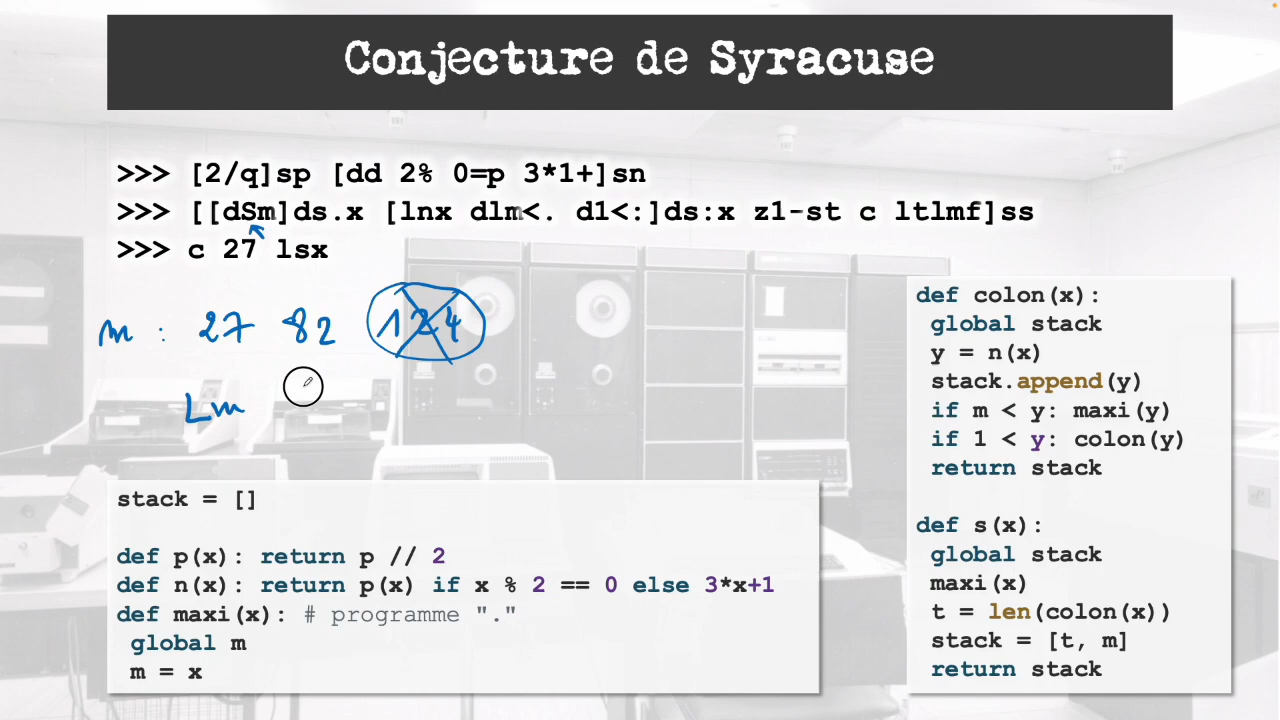 Conjecture de Syracuse
>>> [2/q]sp [dd 2% 0=p 3*1+]sn
>>> [[dSm]ds.x [lnx dlm<. d1<:]ds:x z1-st c ltlmf]ss
>>> c 27 lsx
m : 27 82 124
Lm
stack = []
def p(x): return p // 2
def n(x): return p(x) if x % 2 == 0 else 3*x+1
def maxi(x): # programme "."
global m
m = x
def colon(x):
global stack
y = n(x)
stack.append(y)
if m < y: maxi(y)
if 1 < y: colon(y)
return stack
def s(x):
global stack
maxi(x)
t = len(colon(x))
stack = [t, m]
return stack